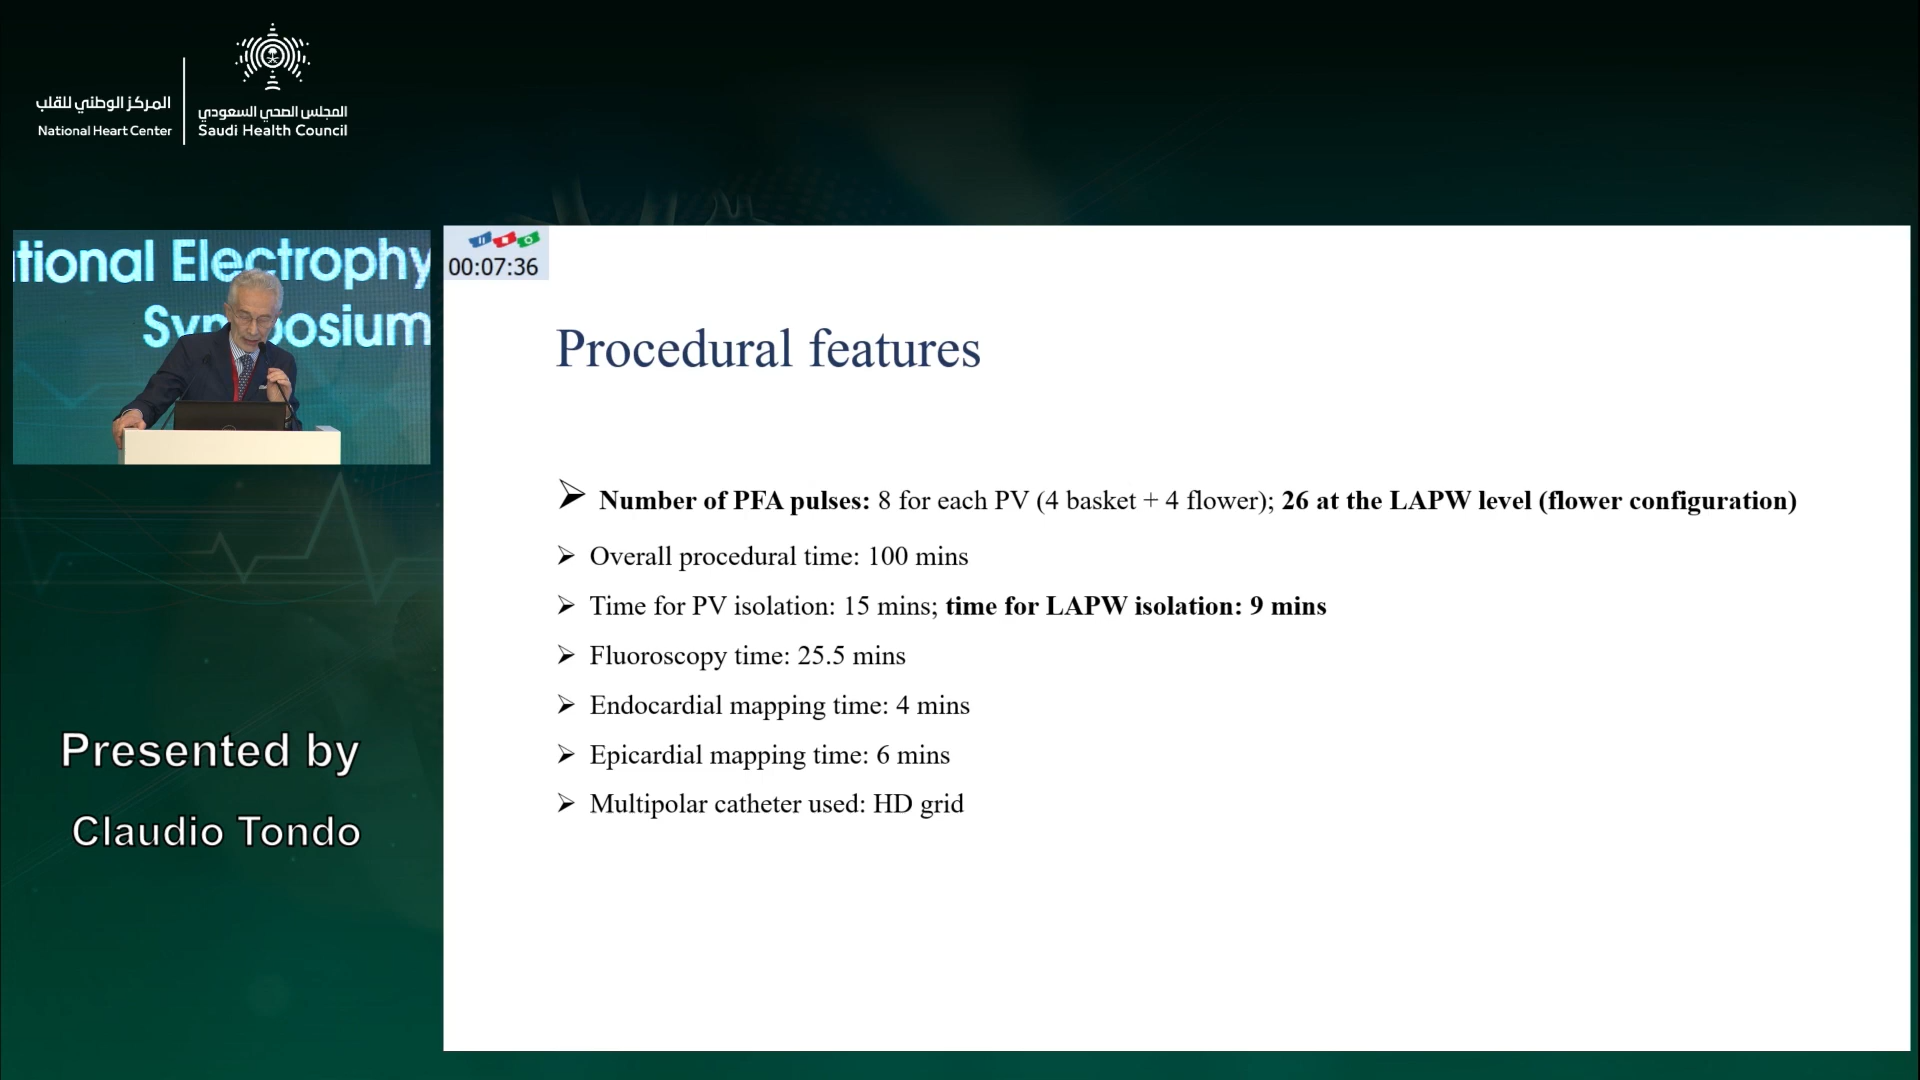 المركز الوطني للقلب
National Heart Center
المجلس الصحي السعودي
Saudi Health Council
tional Electrophy
Symposium
00:07:36
Procedural features
➢ Number of PFA pulses: 8 for each PV (4 basket + 4 flower); 26 at the LAPW level (flower configuration)
➢ Overall procedural time: 100 mins
➢ Time for PV isolation: 15 mins; time for LAPW isolation: 9 mins
➢ Fluoroscopy time: 25.5 mins
➢ Endocardial mapping time: 4 mins
➢ Epicardial mapping time: 6 mins
➢ Multipolar catheter used: HD grid
Presented by
Claudio Tondo